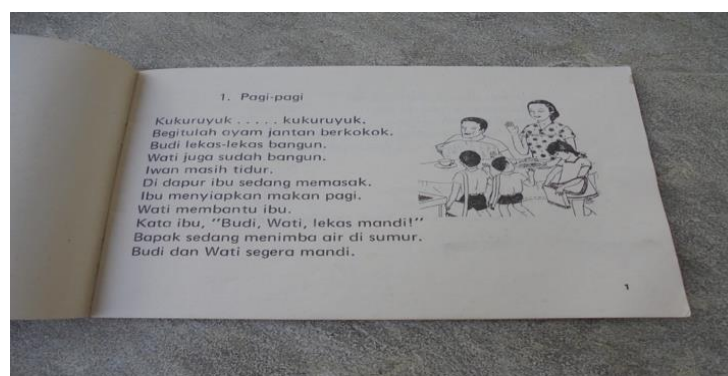 1. Pagi-pagi
Kukuruyuk . . . . . kukuruyuk.
Begitulah ayam jantan berkokok.
Budi lekas-lekas bangun.
Wati juga sudah bangun.
Iwan masih tidur.
Di dapur ibu sedang memasak.
Ibu menyiapkan makan pagi.
Wati membantu ibu.
Kata ibu, "Budi, Wati, lekas mandi!"
Bapak sedang menimba air di sumur.
Budi dan Wati segera mandi.
1